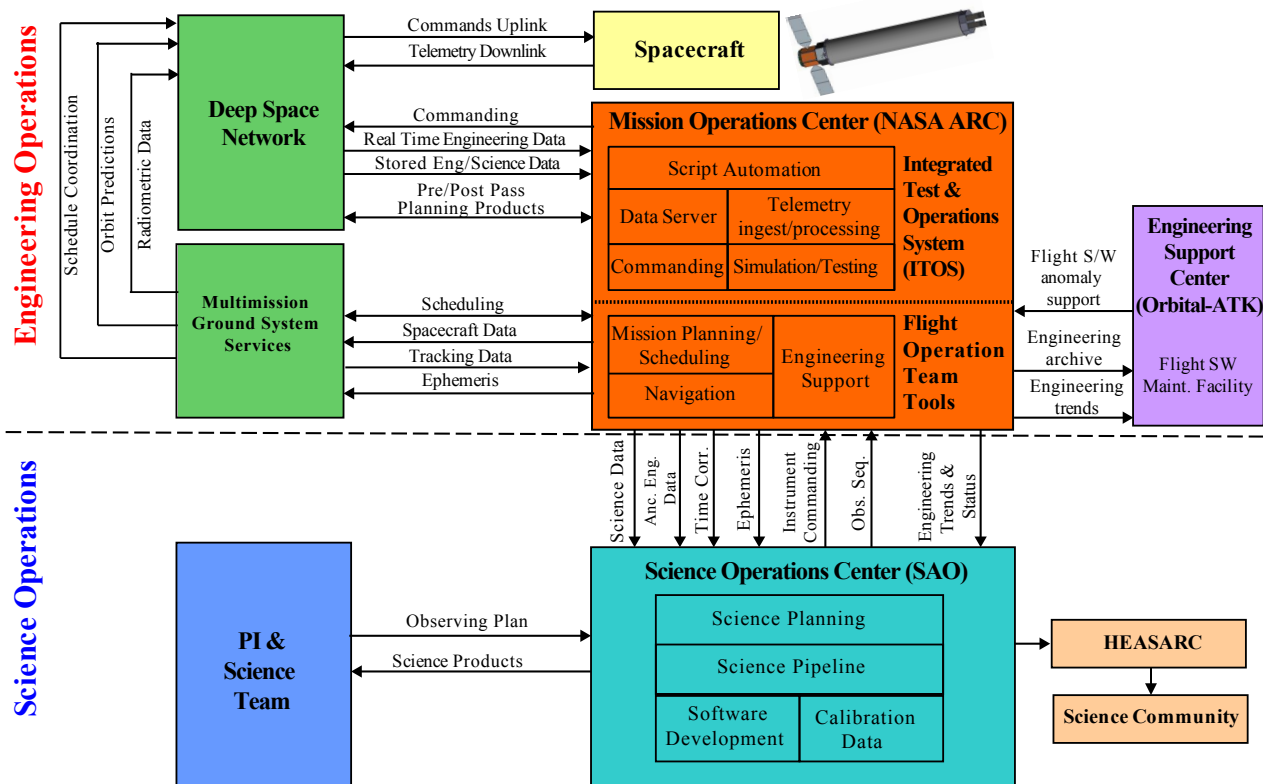 Engineering Operations
Schedule Coordination
Orbit Predictions
Radiometric Data
Deep Space
Network
Commands Uplink
Telemetry Downlink
Spacecraft
Commanding
Real Time Engineering Data
Stored Eng/Science Data
Pre/Post Pass
Planning Products
Mission Operations Center (NASA ARC)
Script Automation
Data Server
Telemetry
ingest/processing
Commanding
Simulation/Testing
Integrated
Test &
Operations
System
(ITOS)
Multimission
Ground System
Services
Scheduling
Spacecraft Data
Tracking Data
Ephemeris
Mission Planning/
Scheduling
Navigation
Engineering
Support
Flight
Operation
Team
Tools
Flight S/W
anomaly
support
Engineering
archive
Engineering
trends
Engineering
Support
Center
(Orbital-ATK)
Flight SW
Maint. Facility
Science Operations
Science Data
Anc. Eng.
Data
Time Corr.
Ephemeris
Instrument
Commanding
Obs. Seq.
Engineering
Trends &
Status
PI &
Science
Team
Observing Plan
Science Products
Science Operations Center (SAO)
Science Planning
Science Pipeline
Software
Development
Calibration
Data
HEASARC
Science Community